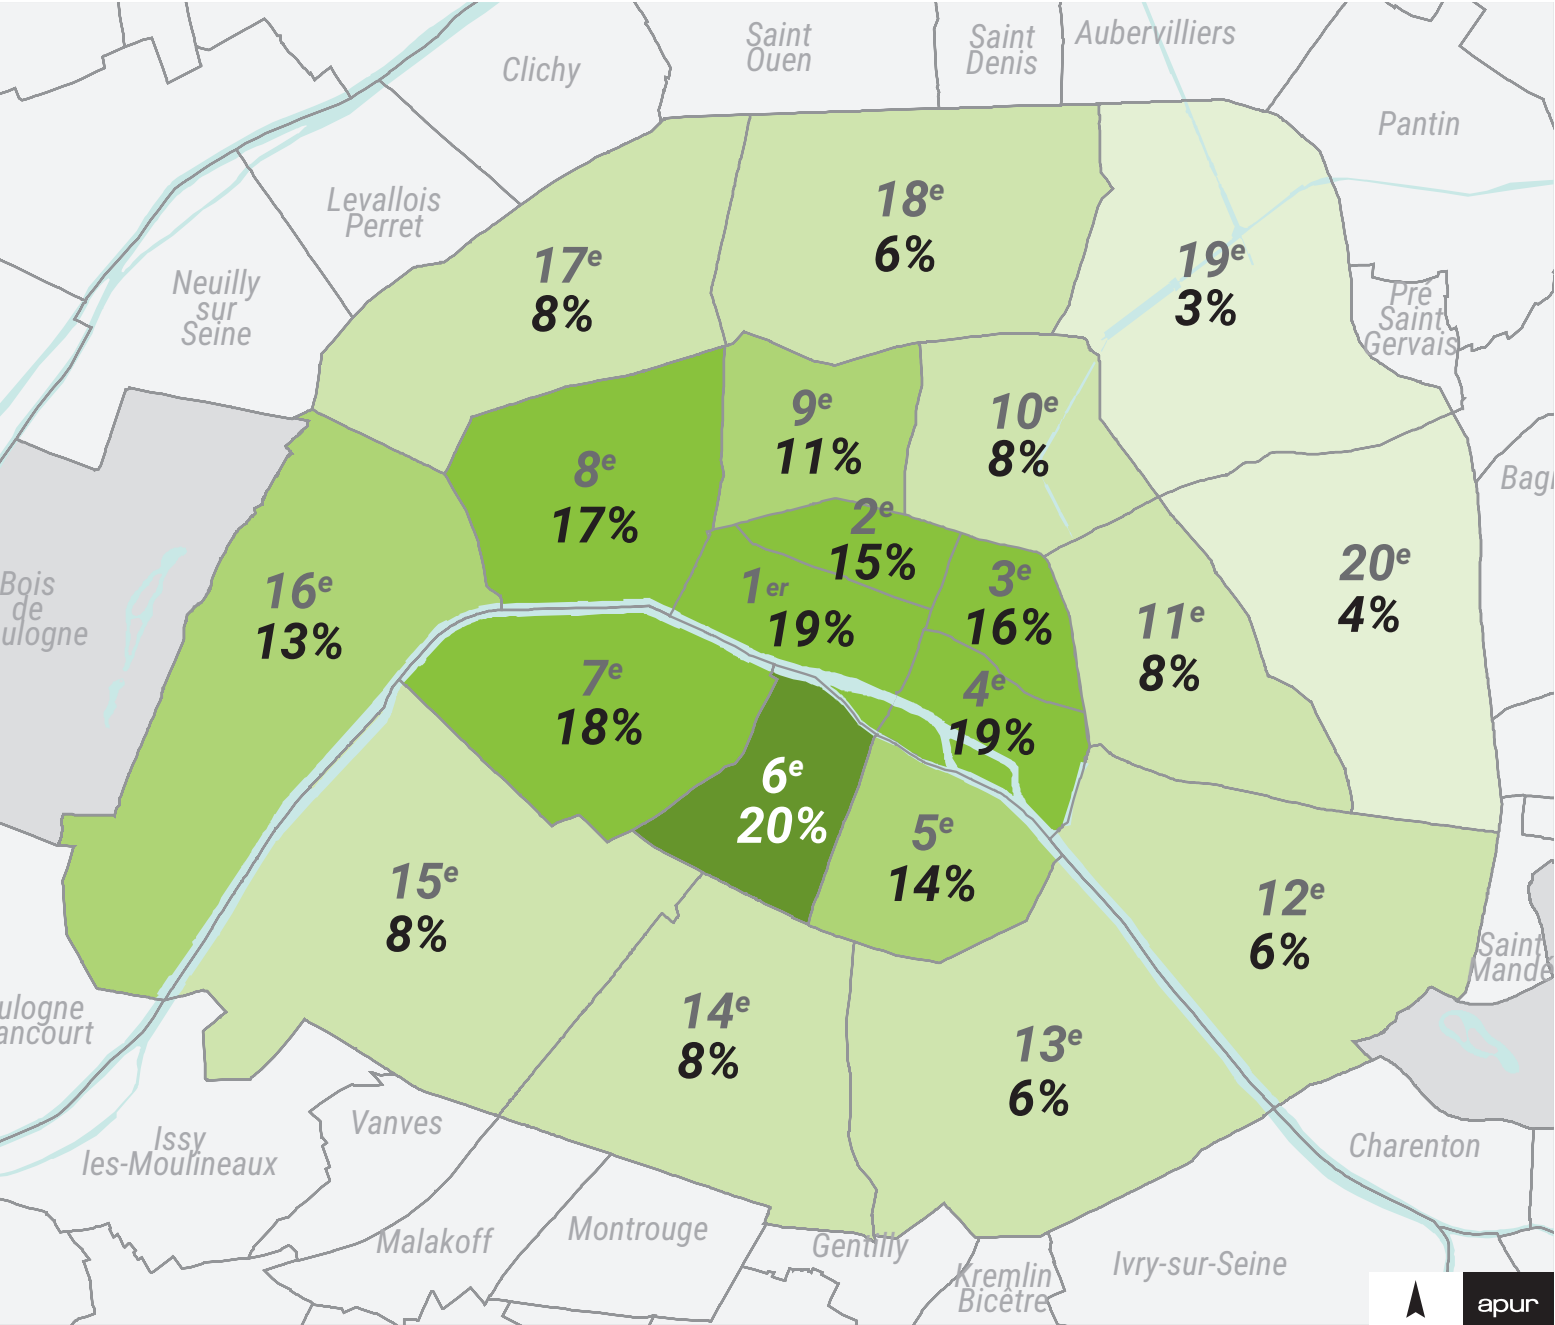 Saint
Ouen
Saint
Denis
Aubervilliers
Clichy
Pantin
Levallois
Perret
Neuilly
sur
Seine
Pré
Saint
Gervais
17e
8%
18e
6%
19e
3%
8e
17%
9e
11%
10e
8%
2e
15%
1er
19%
3e
16%
4e
19%
11e
8%
20e
4%
Bagn
Bois
de
ulogne
16e
13%
7e
18%
6e
20%
5e
14%
15e
8%
14e
8%
13e
6%
12e
6%
Saint
Mandé
ulogne
ancourt
Issy
les-Moulineaux
Vanves
Malakoff
Montrouge
Gentilly
Kremlin
Bicêtre
Ivry-sur-Seine
Charenton
apur